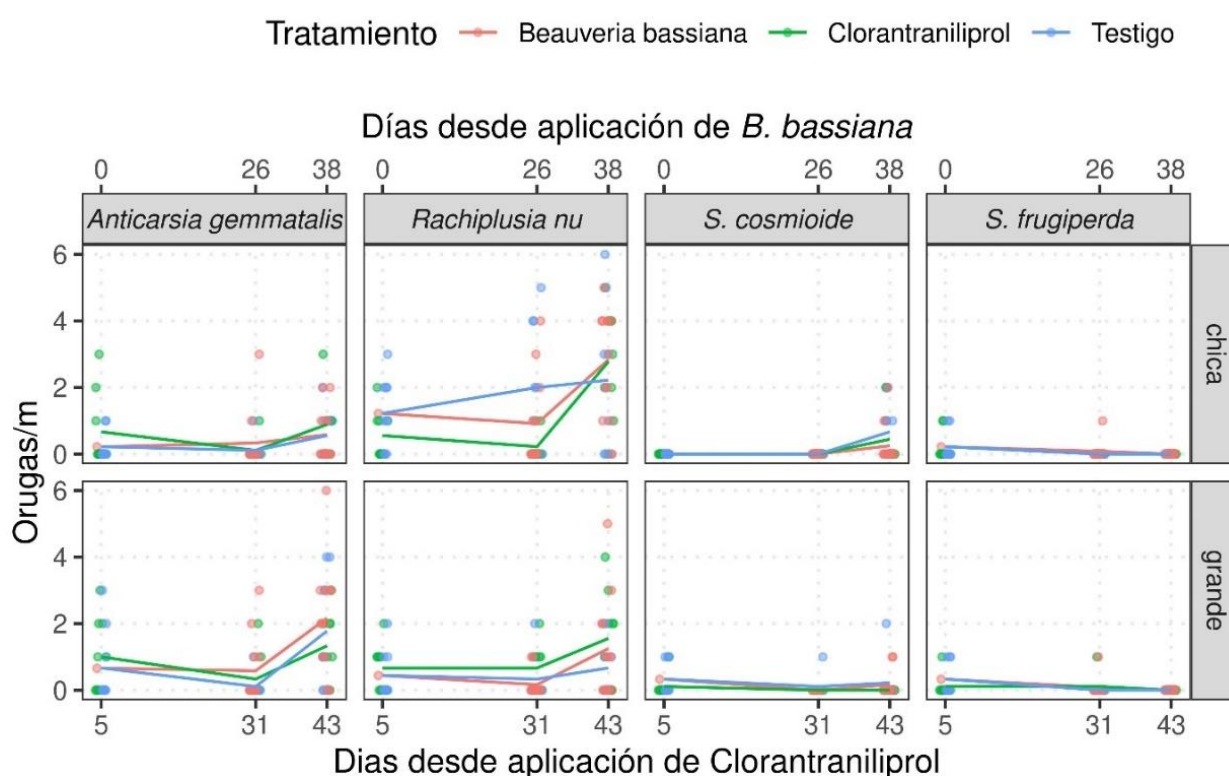 Tratamiento Beauveria bassiana Clorantraniliprol Testigo
Días desde aplicación de B. bassiana
0 26 38 0 26 38 0 26 38 0 26 38
Anticarsia gemmatalis Rachiplusia nu S. cosmioide S. frugiperda
6
4
2
0
chica
6
4
2
0
grande
Orugas/m
5 31 43 5 31 43 5 31 43 5 31 43
Dias desde aplicación de Clorantraniliprol